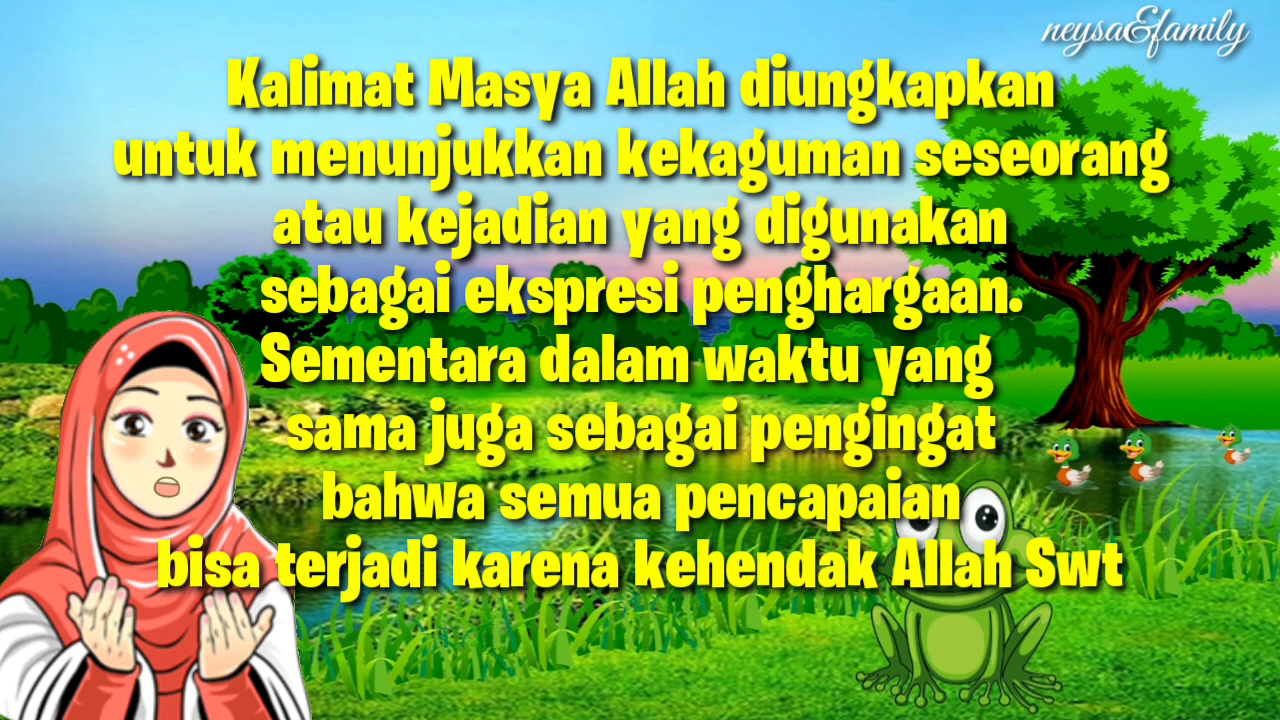 neysa&family
Kalimat Masya Allah diungkapkan
untuk menunjukkan kekaguman seseorang
atau kejadian yang digunakan
sebagai ekspresi penghargaan.
Sementara dalam waktu yang
sama juga sebagai pengingat
bahwa semua pencapaian
bisa terjadi karena kehendak Allah Swt